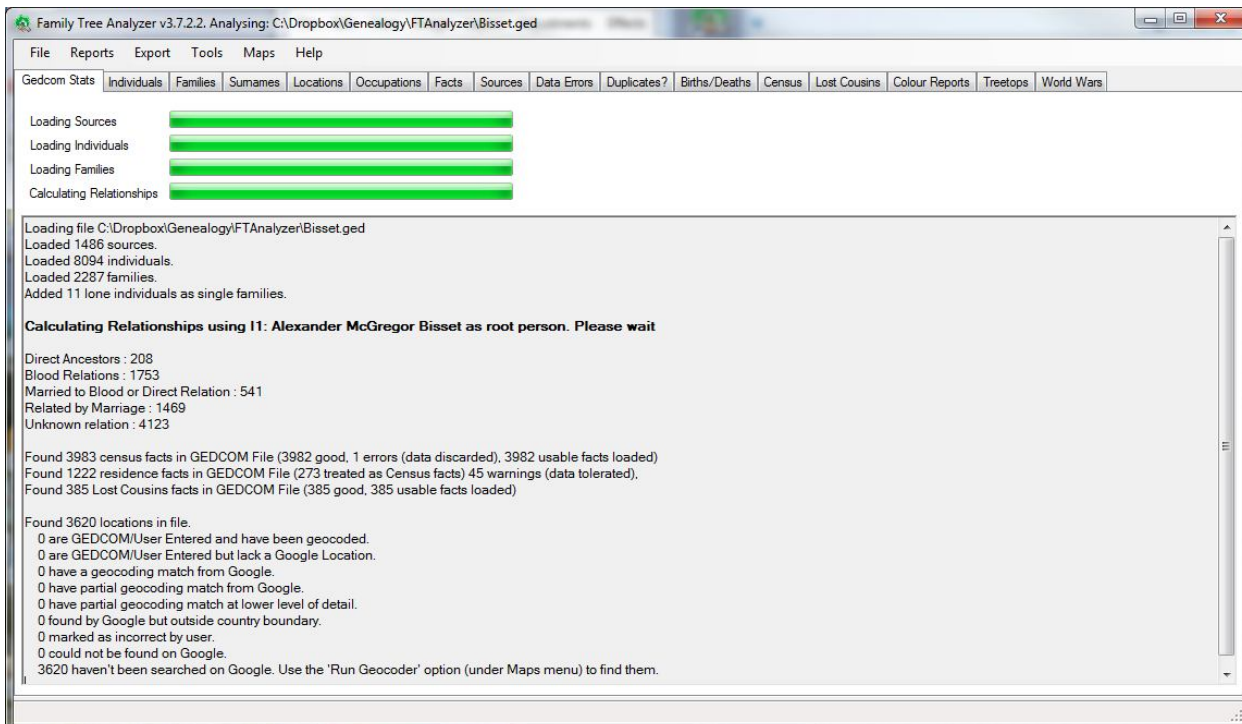 Family Tree Analyzer v3.7.2.2. Analysing: C:\Dropbox\Genealogy\FTAnalyzer\Bisset.ged
File Reports Export Tools Maps Help
Gedcom Stats Individuals Families Surnames Locations Occupations Facts Sources Data Errors Duplicates? Births/Deaths Census Lost Cousins Colour Reports Treetops World Wars
Loading Sources
Loading Individuals
Loading Families
Calculating Relationships
Loading file C:\Dropbox\Genealogy\FTAnalyzer\Bisset.ged
Loaded 1486 sources.
Loaded 8094 individuals.
Loaded 2287 families.
Added 11 lone individuals as single families.
Calculating Relationships using I1: Alexander McGregor Bisset as root person. Please wait
Direct Ancestors : 208
Blood Relations : 1753
Married to Blood or Direct Relation : 541
Related by Marriage : 1469
Unknown relation : 4123
Found 3983 census facts in GEDCOM File (3982 good, 1 errors (data discarded), 3982 usable facts loaded)
Found 1222 residence facts in GEDCOM File (273 treated as Census facts) 45 warnings (data tolerated),
Found 385 Lost Cousins facts in GEDCOM File (385 good, 385 usable facts loaded)
Found 3620 locations in file.
0 are GEDCOM/User Entered and have been geocoded.
0 are GEDCOM/User Entered but lack a Google Location.
0 have a geocoding match from Google.
0 have partial geocoding match from Google.
0 have partial geocoding match at lower level of detail.
0 found by Google but outside country boundary.
0 marked as incorrect by user.
0 could not be found on Google.
3620 haven't been searched on Google. Use the 'Run Geocoder' option (under Maps menu) to find them.